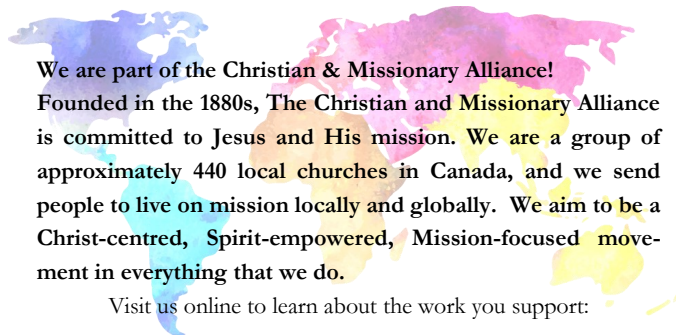 We are part of the Christian & Missionary Alliance!
Founded in the 1880s, The Christian and Missionary Alliance
is committed to Jesus and His mission. We are a group of
approximately 440 local churches in Canada, and we send
people to live on mission locally and globally.  We aim to be a
Christ-centred, Spirit-empowered, Mission-focused move-
ment in everything that we do.
Visit us online to learn about the work you support: